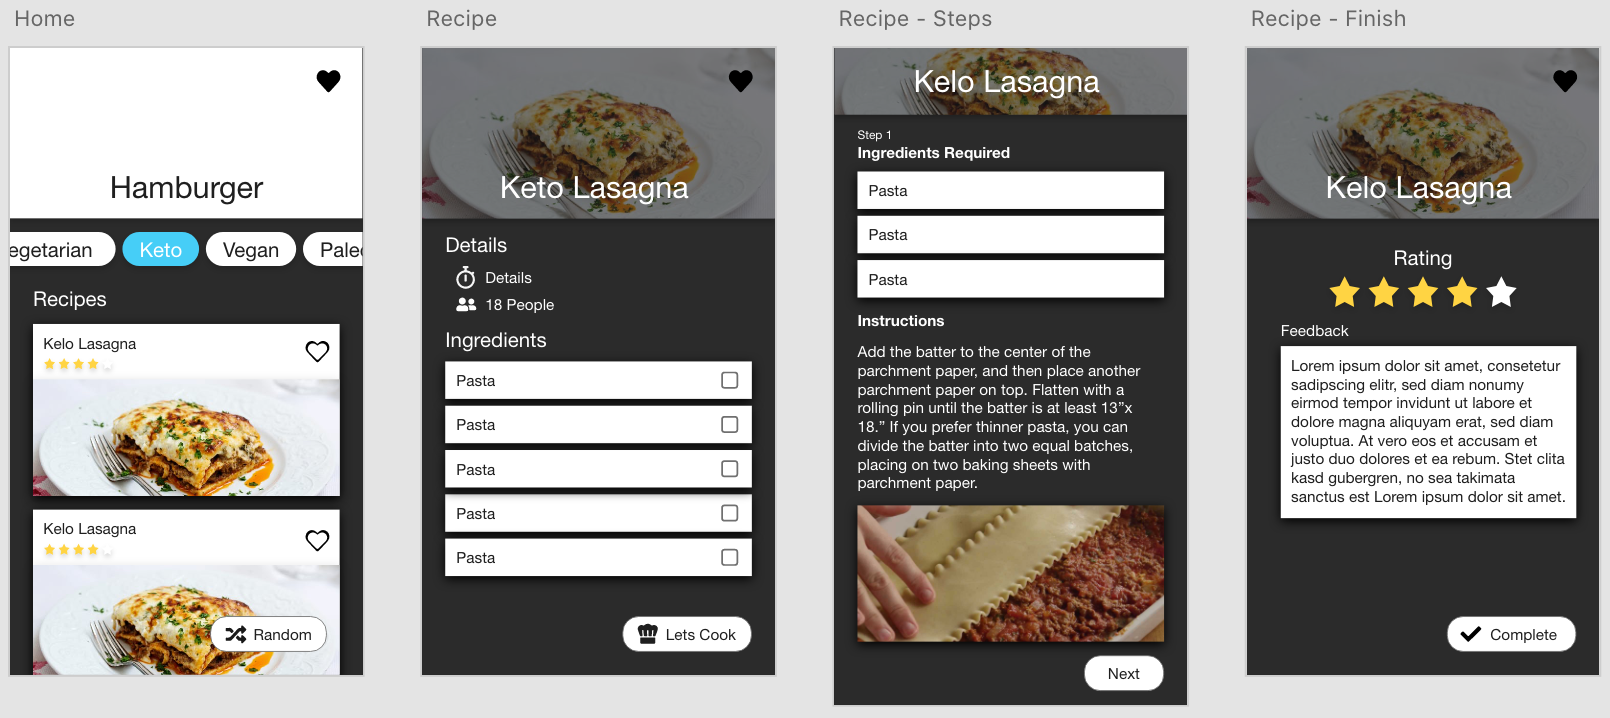 Home
Hamburger
egetarian
Keto
Vegan
Pale
Recipes
Kelo Lasagna
Kelo Lasagna
Random
Recipe
Keto Lasagna
Details
Details
18 People
Ingredients
Pasta
Pasta
Pasta
Pasta
Pasta
Lets Cook
Recipe - Steps
Kelo Lasagna
Step 1
Ingredients Required
Pasta
Pasta
Pasta
Instructions
Add the batter to the center of the
parchment paper, and then place another
parchment paper on top. Flatten with a
rolling pin until the batter is at least 13”x
18.” If you prefer thinner pasta, you can
divide the batter into two equal batches,
placing on two baking sheets with
parchment paper.
Next
Recipe - Finish
Kelo Lasagna
Rating
Feedback
Lorem ipsum dolor sit amet, consetetur
sadipscing elitr, sed diam nonumy
eirmod tempor invidunt ut labore et
dolore magna aliquyam erat, sed diam
voluptua. At vero eos et accusam et
justo duo dolores et ea rebum. Stet clita
kasd gubergren, no sea takimata
sanctus est Lorem ipsum dolor sit amet.
Complete